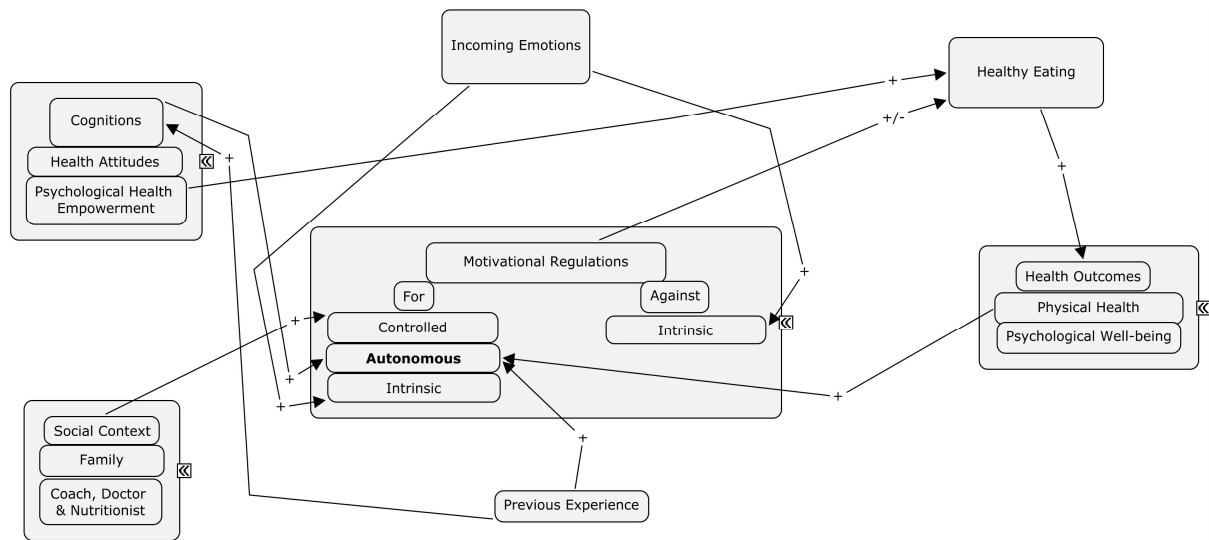 Incoming Emotions
Healthy Eating
+
+/-
Cognitions
Health Attitudes
Psychological Health
Empowerment
+
+
Motivational Regulations
For
Against
Controlled
Intrinsic
Autonomous
Intrinsic
+
+
+
+
Health Outcomes
Physical Health
Psychological Well-being
+
+
Social Context
Family
Coach, Doctor
& Nutritionist
Previous Experience